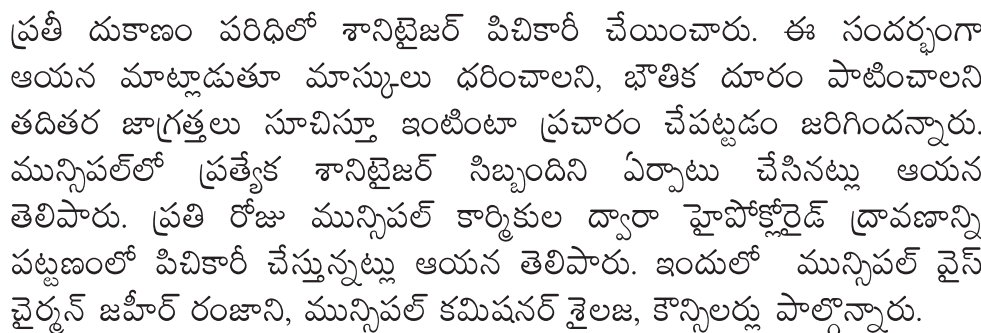 ప్రతీ దుకాణం పరిధిలో శానిటైజర్ పిచికారీ చేయించారు. ఈ సందర్భంగా
ఆయన మాట్లాడుతూ మాస్కులు ధరించాలని, భౌతిక దూరం పాటించాలని
తదితర జాగ్రత్తలు సూచిస్తూ ఇంటింటా ప్రచారం చేపట్టడం జరిగిందన్నారు.
మున్సిపల్‌లో ప్రత్యేక శానిటైజర్ సిబ్బందిని ఏర్పాటు చేసినట్లు ఆయన
తెలిపారు. ప్రతి రోజు మున్సిపల్ కార్మికుల ద్వారా హైపోక్లోరైడ్ ద్రావణాన్ని
పట్టణంలో పిచికారీ చేస్తున్నట్లు ఆయన తెలిపారు. ఇందులో మున్సిపల్ వైస్
చైర్మన్ జహీర్ రంజాని, మున్సిపల్ కమిషనర్ శైలజ, కౌన్సిలర్లు పాల్గొన్నారు.